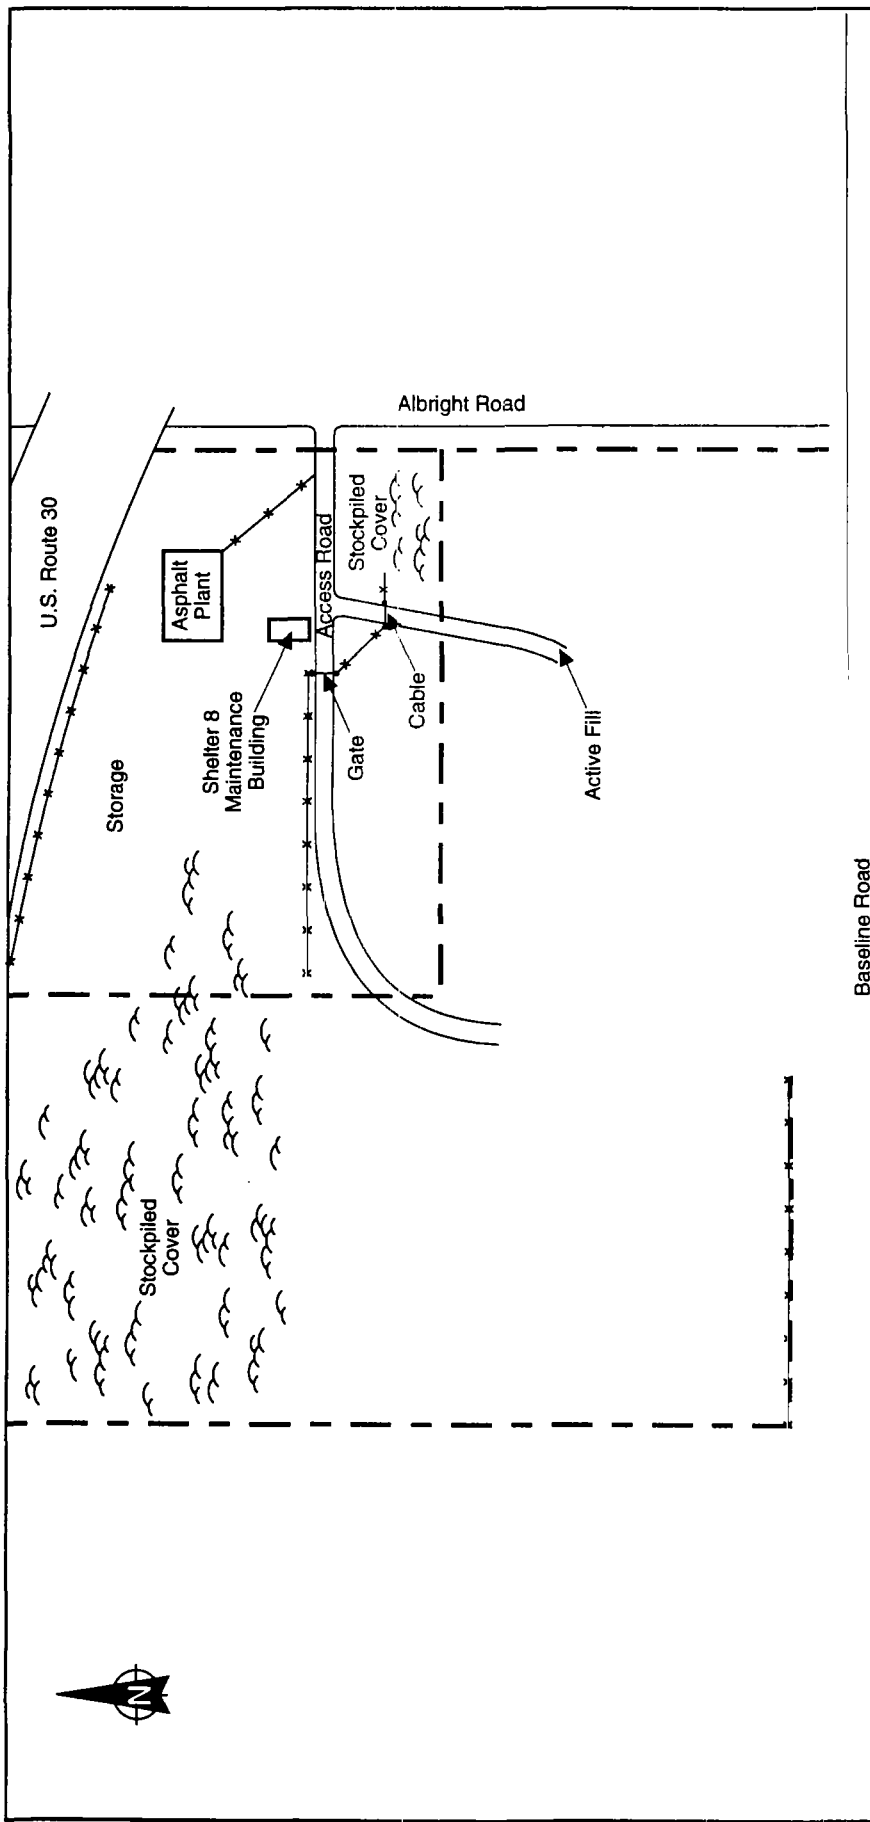 U.S. Route 30
Albright Road
Asphalt
Plant
Stockpiled
Cover
Access Road
Storage
Shelter 8
Maintenance
Building
Gate
Cable
Active Fill
Stockpiled
Cover
Baseline Road
N